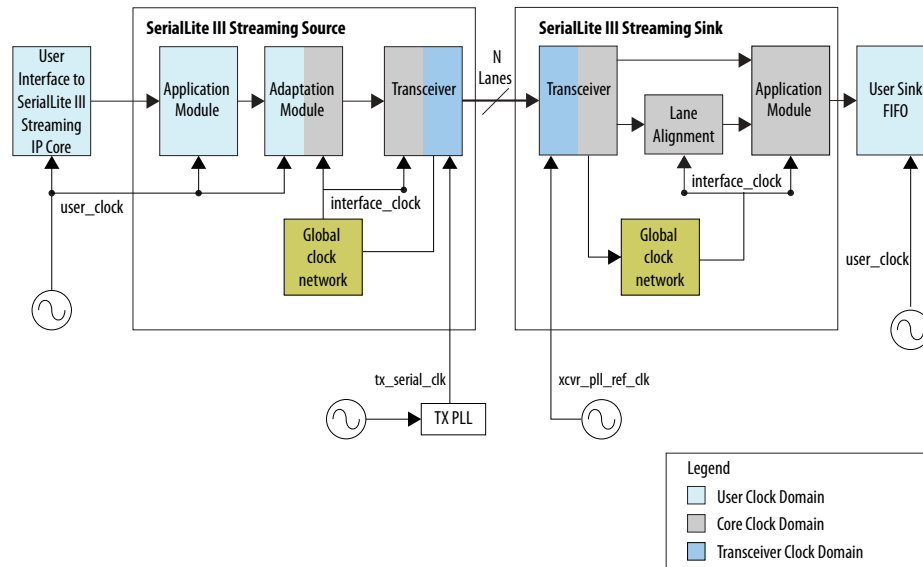 SerialLite III Streaming Source
SerialLite III Streaming Sink
User
Interface to
SerialLite III
Streaming
IP Core
Application
Module
Adaptation
Module
Transceiver
N
Lanes
Transceiver
Lane
Alignment
Application
Module
User Sink
FIFO
user_clock
interface_clock
interface_clock
Global
clock
network
Global
clock
network
user_clock
tx_serial_clk
xcvr_pll_ref_clk
TX PLL
Legend
User Clock Domain
Core Clock Domain
Transceiver Clock Domain